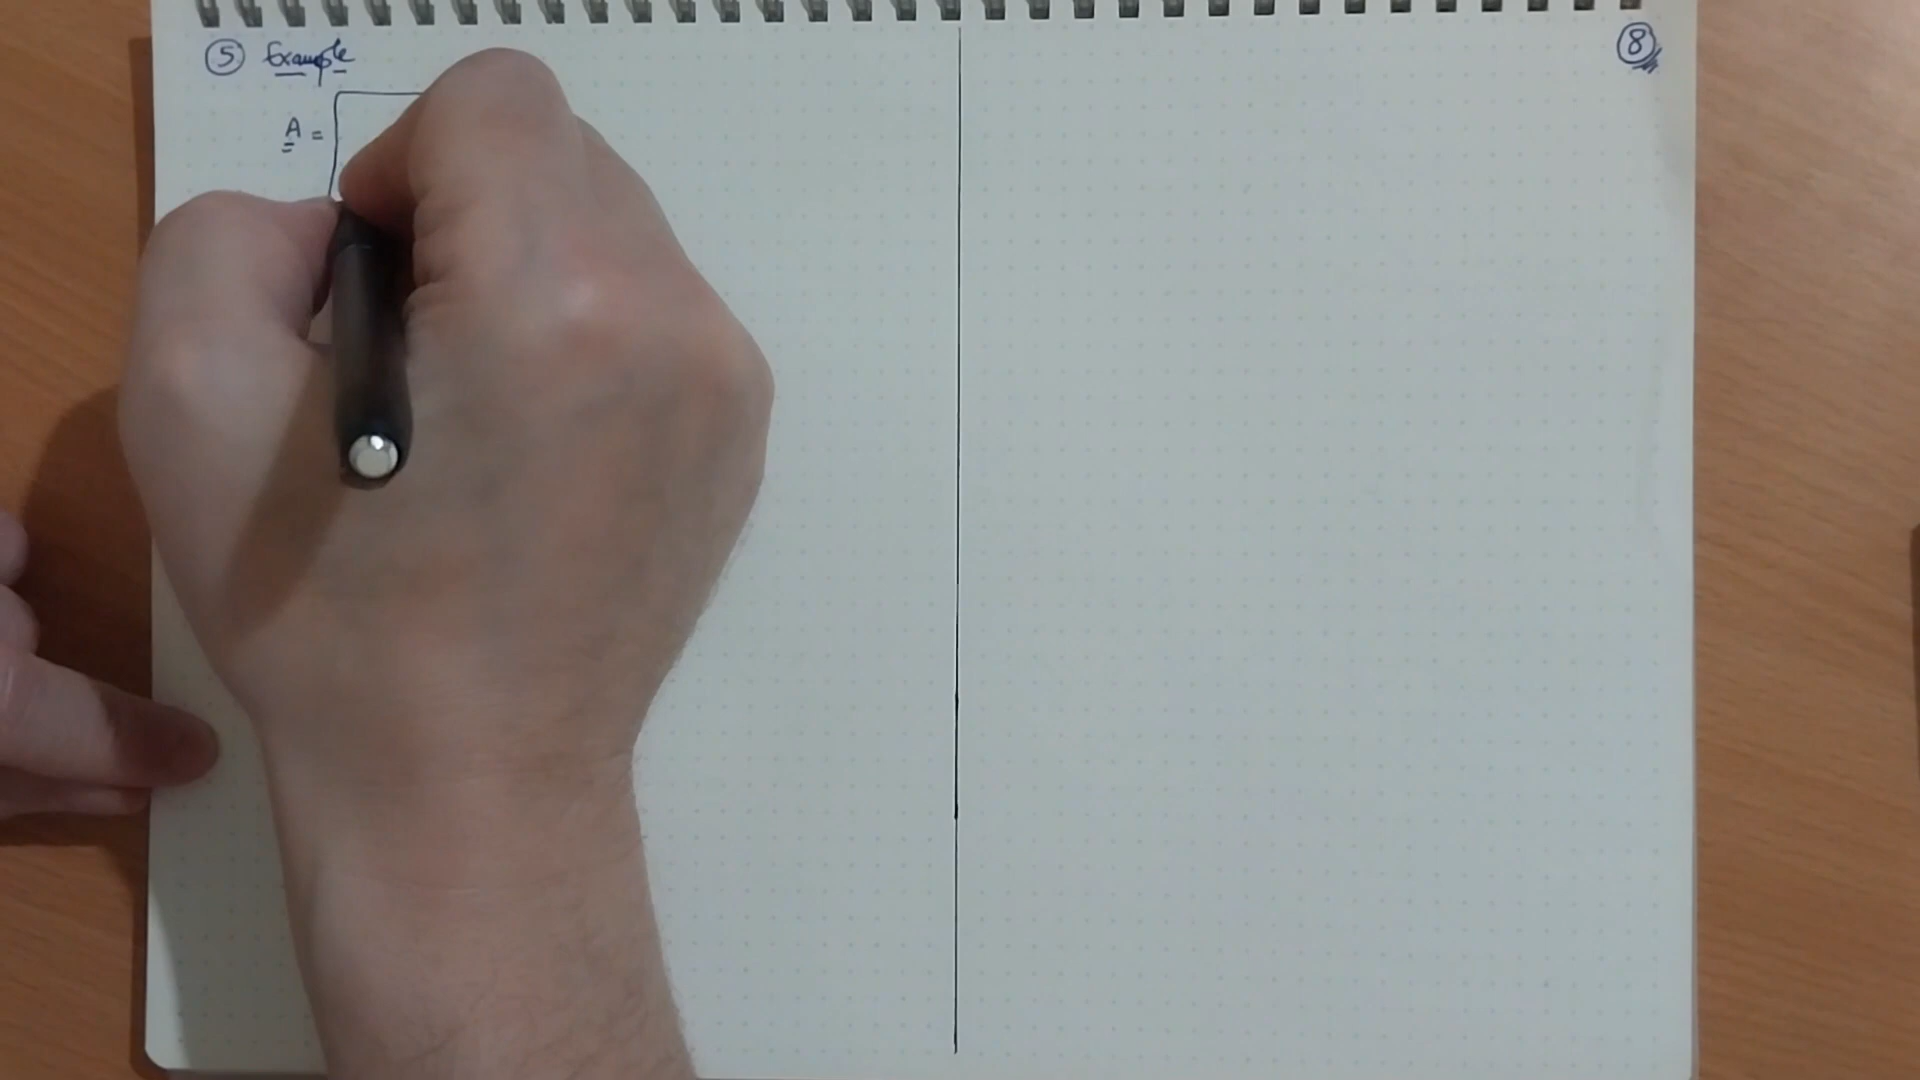 ⑤ Example
⑧
A =